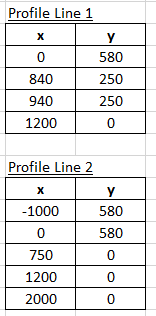 Profile Line 1
x y
0 580
840 250
940 250
1200 0
Profile Line 2
x y
-1000 580
0 580
750 0
1200 0
2000 0